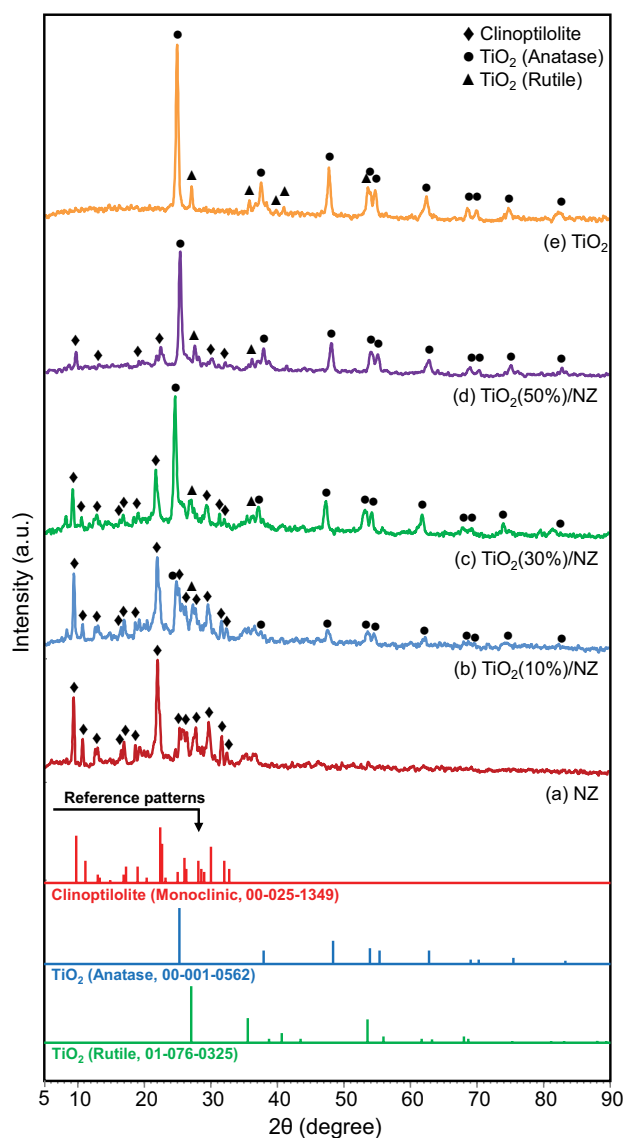 Clinoptilolite
TiO₂ (Anatase)
TiO₂ (Rutile)
(e) TiO₂
(d) TiO₂(50%)/NZ
(c) TiO₂(30%)/NZ
(b) TiO₂(10%)/NZ
(a) NZ
Intensity (a.u.)
Reference patterns
Clinoptilolite (Monoclinic, 00-025-1349)
TiO₂ (Anatase, 00-001-0562)
TiO₂ (Rutile, 01-076-0325)
5 10 20 30 40 50 60 70 80 90
2θ (degree)